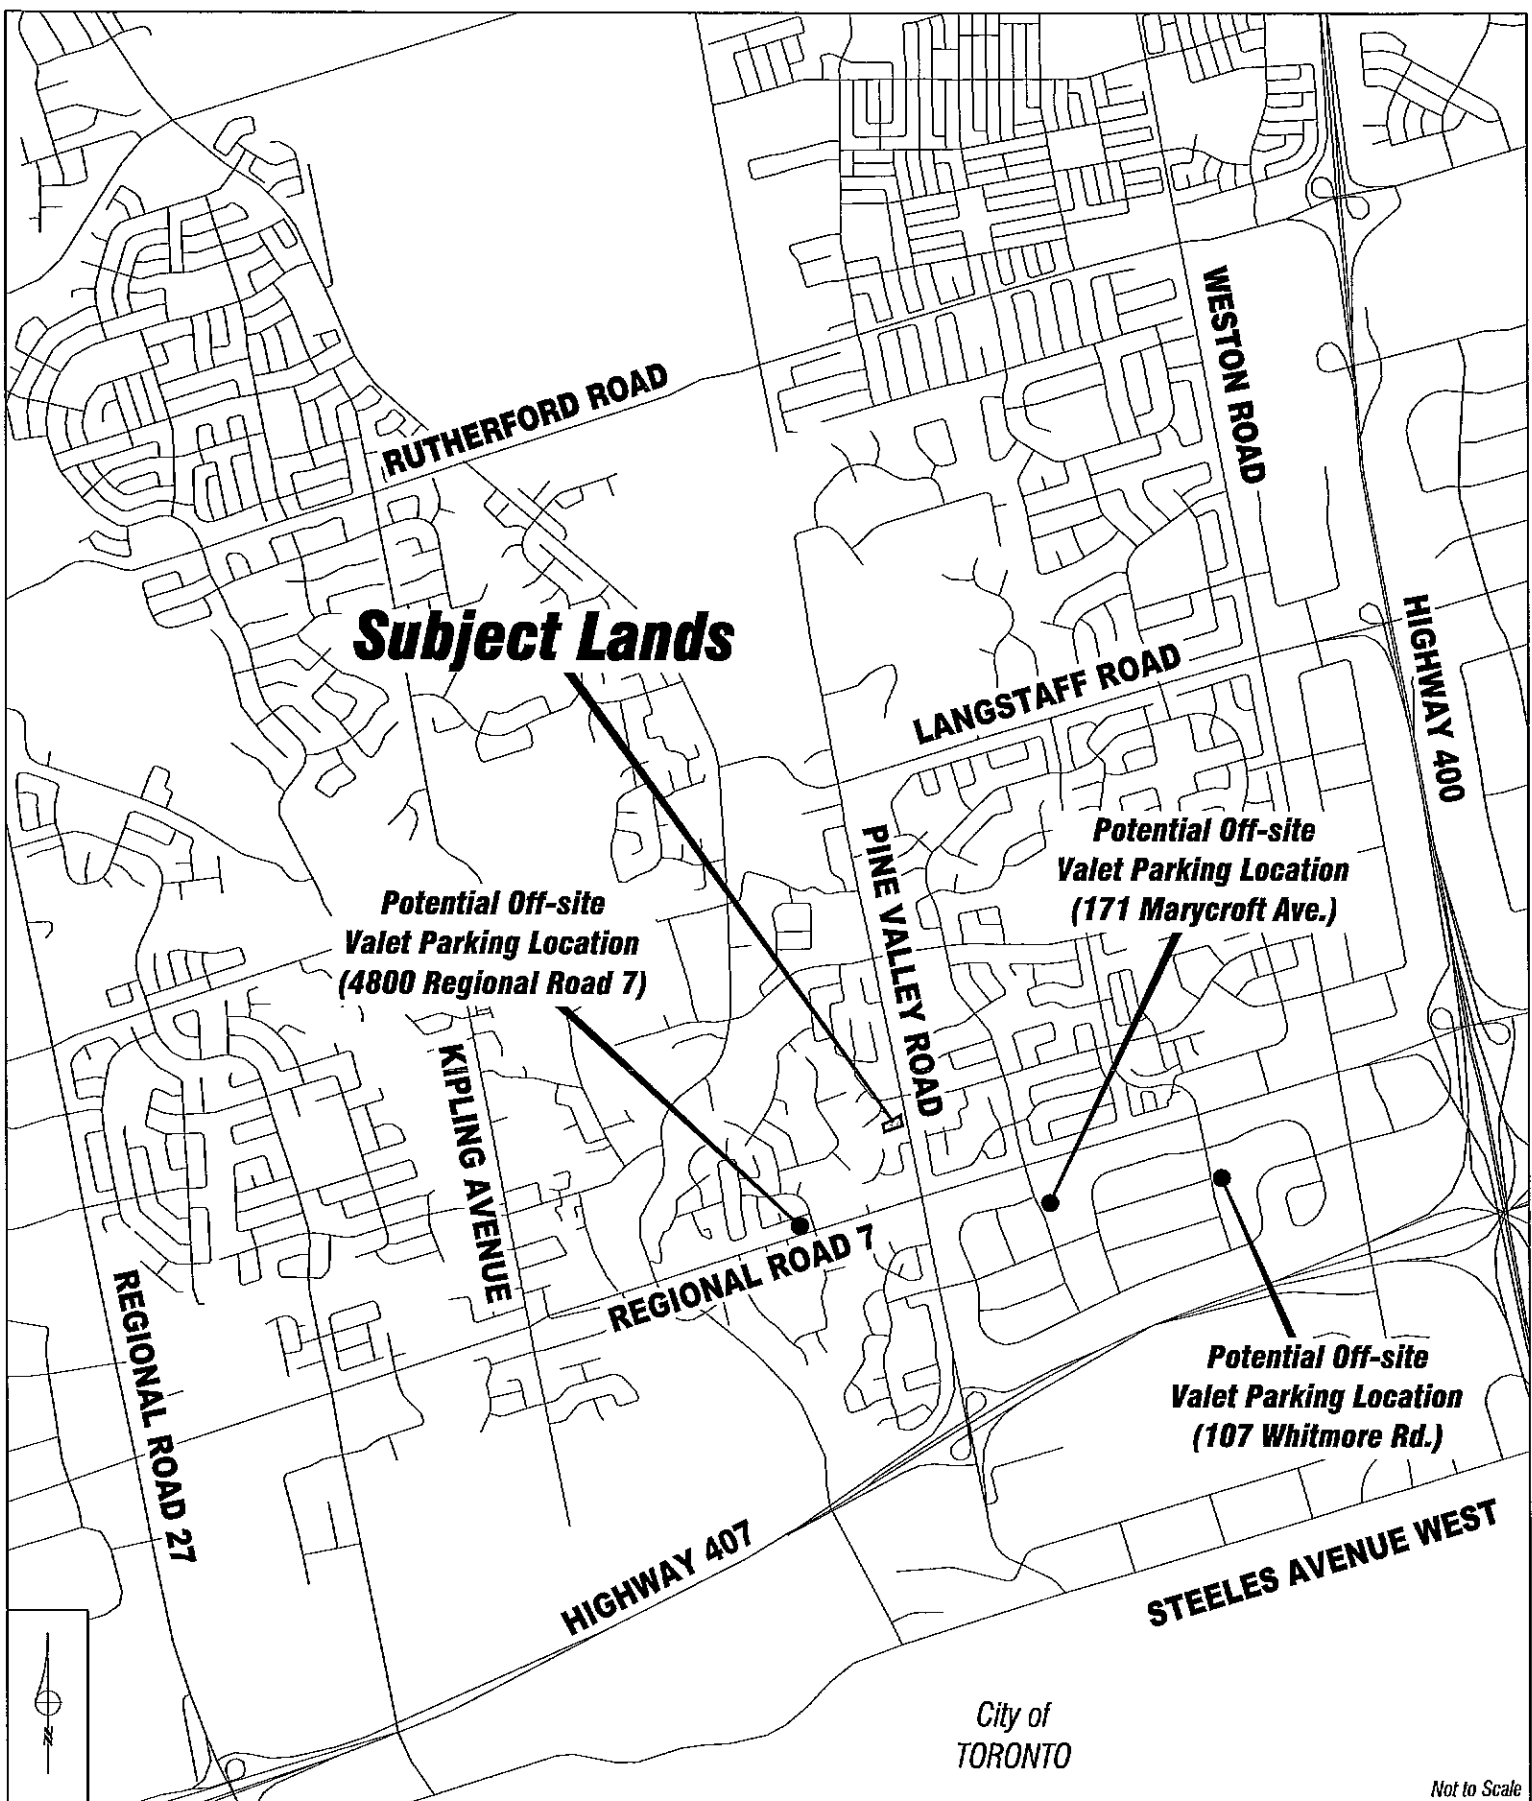 RUTHERFORD ROAD
WESTON ROAD
Subject Lands
LANGSTAFF ROAD
HIGHWAY 400
PINE VALLEY ROAD
Potential Off-site
Valet Parking Location
(171 Marycroft Ave.)
Potential Off-site
Valet Parking Location
(4800 Regional Road 7)
KIPLING AVENUE
REGIONAL ROAD 7
REGIONAL ROAD 27
Potential Off-site
Valet Parking Location
(107 Whitmore Rd.)
HIGHWAY 407
STEELES AVENUE WEST
N
City of
TORONTO
Not to Scale